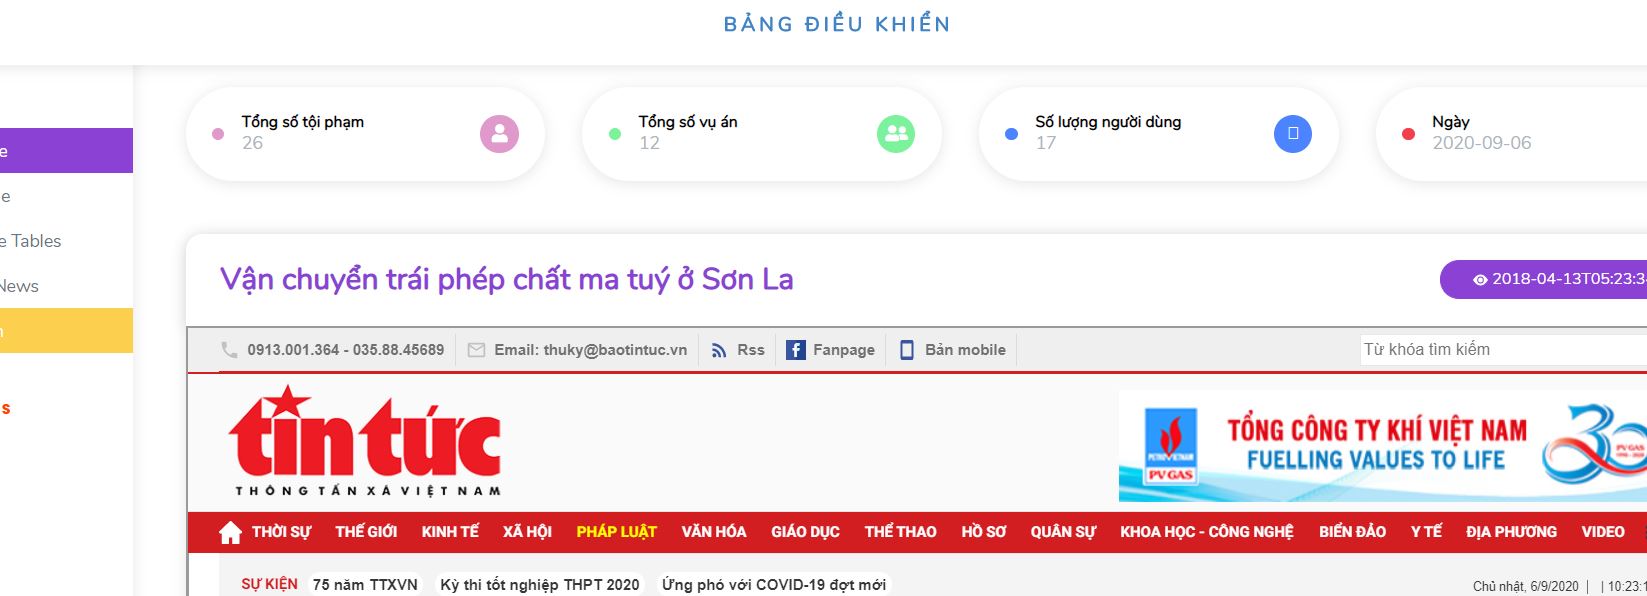 BẢNG ĐIỀU KHIỂN
Tổng số tội phạm
26
Tổng số vụ án
12
Số lượng người dùng
17
Ngày
2020-09-06
e
e
e Tables
News
s
Vận chuyển trái phép chất ma tuý ở Sơn La
2018-04-13T05:23:3
0913.001.364 - 035.88.45689 Email: thuky@baotintuc.vn Rss Fanpage Bản mobile Từ khóa tìm kiếm
tin tức
THÔNG TẤN XÃ VIỆT NAM
PETROVIETNAM
PV GAS
TỔNG CÔNG TY KHÍ VIỆT NAM
FUELLING VALUES TO LIFE
30
PV GAS
THỜI SỰ THẾ GIỚI KINH TẾ XÃ HỘI PHÁP LUẬT VĂN HÓA GIÁO DỤC THỂ THAO HỒ SƠ QUÂN SỰ KHOA HỌC - CÔNG NGHỆ BIỂN ĐẢO Y TẾ ĐỊA PHƯƠNG VIDEO
SỰ KIỆN 75 năm TTXVN Kỳ thi tốt nghiệp THPT 2020 Ứng phó với COVID-19 đợt mới
Chủ nhật, 6/9/2020 | | 10:23:1